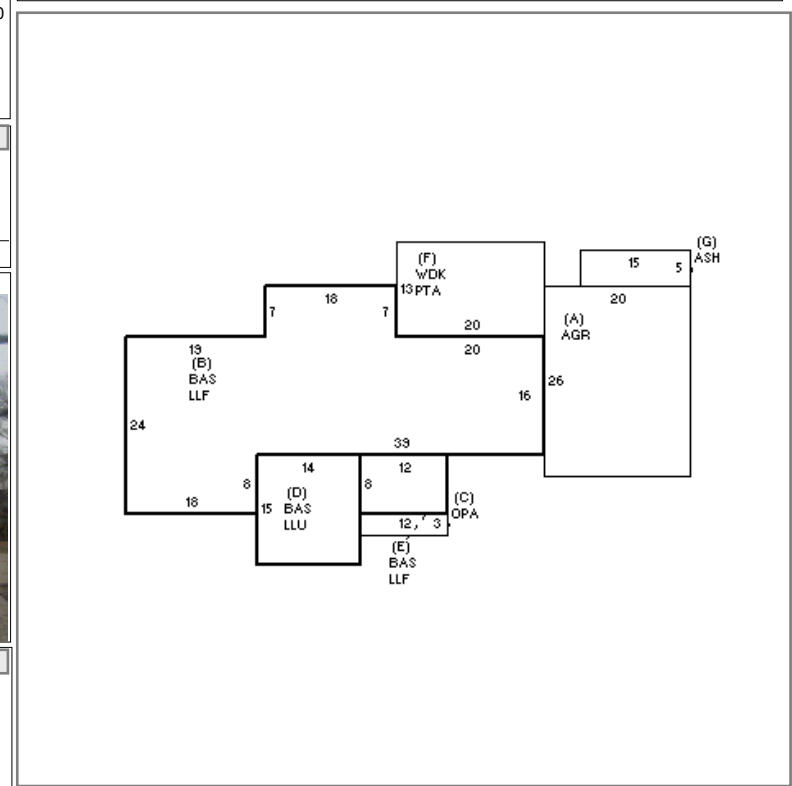 (G)
ASH
15
5
(F)
WDK
PTA
13
18
7
7
20
20
20
(A)
AGR
19
(B)
BAS
LLF
16
26
24
39
14
12
8
8
(D)
BAS
LLU
15
(C)
OPA
18
12
3
(E)
BAS
LLF